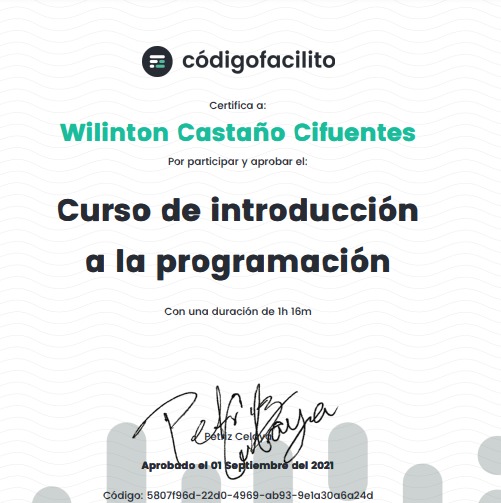 códigofacilito
Certifica a:
Wilinton Castaño Cifuentes
Por participar y aprobar el:
Curso de introducción
a la programación
Con una duración de 1h 16m
Petriz Celaya
Aprobado el 01 Septiembre del 2021
Código: 5807f96d-22d0-4969-ab93-9e1a30a6a24d